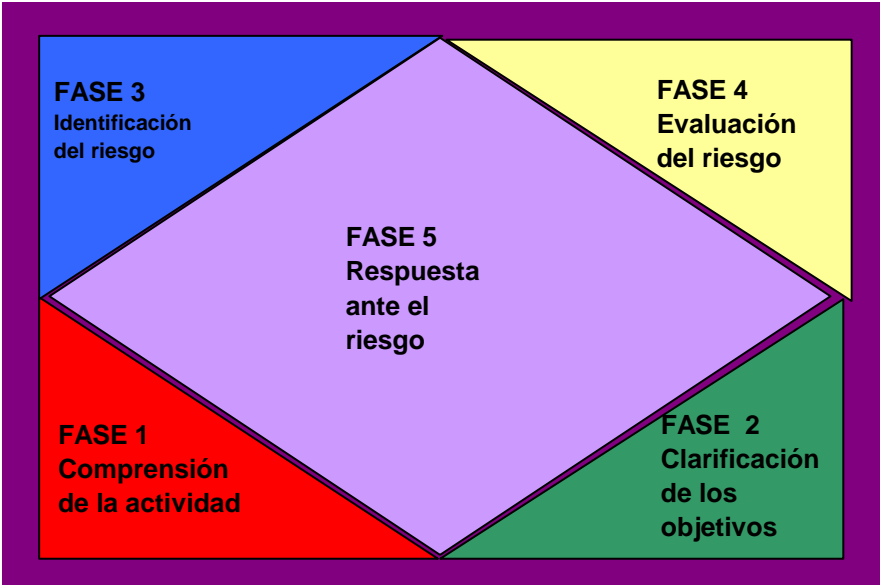 FASE 3
Identificación
del riesgo
FASE 4
Evaluación
del riesgo
FASE 5
Respuesta
ante el
riesgo
FASE 1
Comprensión
de la actividad
FASE 2
Clarificación
de los
objetivos